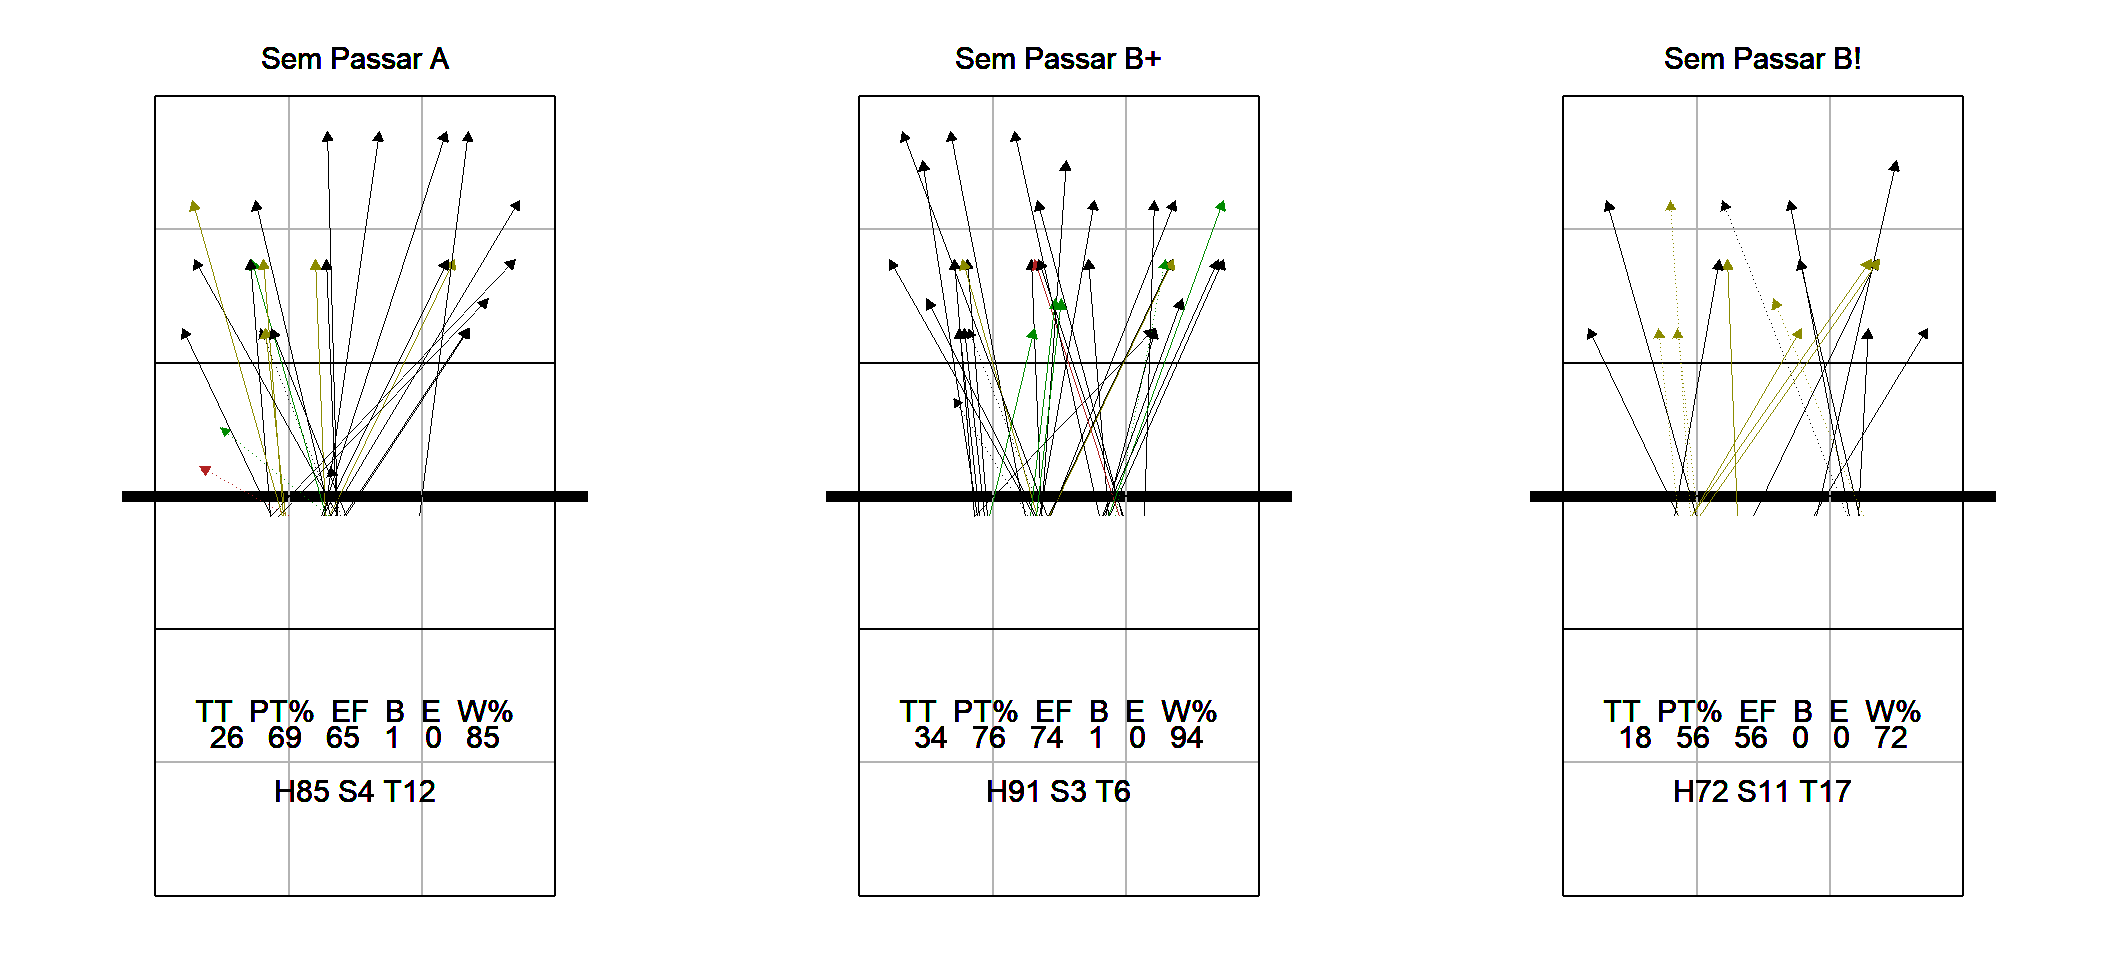 Sem Passar A
TT PT% EF B E W%
26 69 65 1 0 85
H85 S4 T12
Sem Passar B+
TT PT% EF B E W%
34 76 74 1 0 94
H91 S3 T6
Sem Passar B!
TT PT% EF B E W%
18 56 56 0 0 72
H72 S11 T17